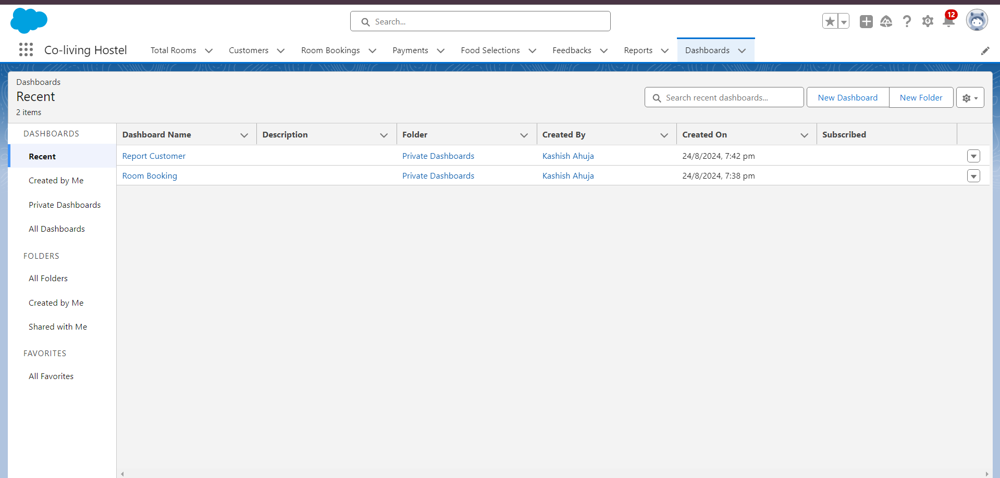 Search...
12
Co-living Hostel
Total Rooms
Customers
Room Bookings
Payments
Food Selections
Feedbacks
Reports
Dashboards
Dashboards
Recent
2 items
Search recent dashboards...
New Dashboard
New Folder
DASHBOARDS
Recent
Created by Me
Private Dashboards
All Dashboards
FOLDERS
All Folders
Created by Me
Shared with Me
FAVORITES
All Favorites
Dashboard Name Description Folder Created By Created On Subscribed
Report Customer Private Dashboards Kashish Ahuja 24/8/2024, 7:42 pm
Room Booking Private Dashboards Kashish Ahuja 24/8/2024, 7:38 pm